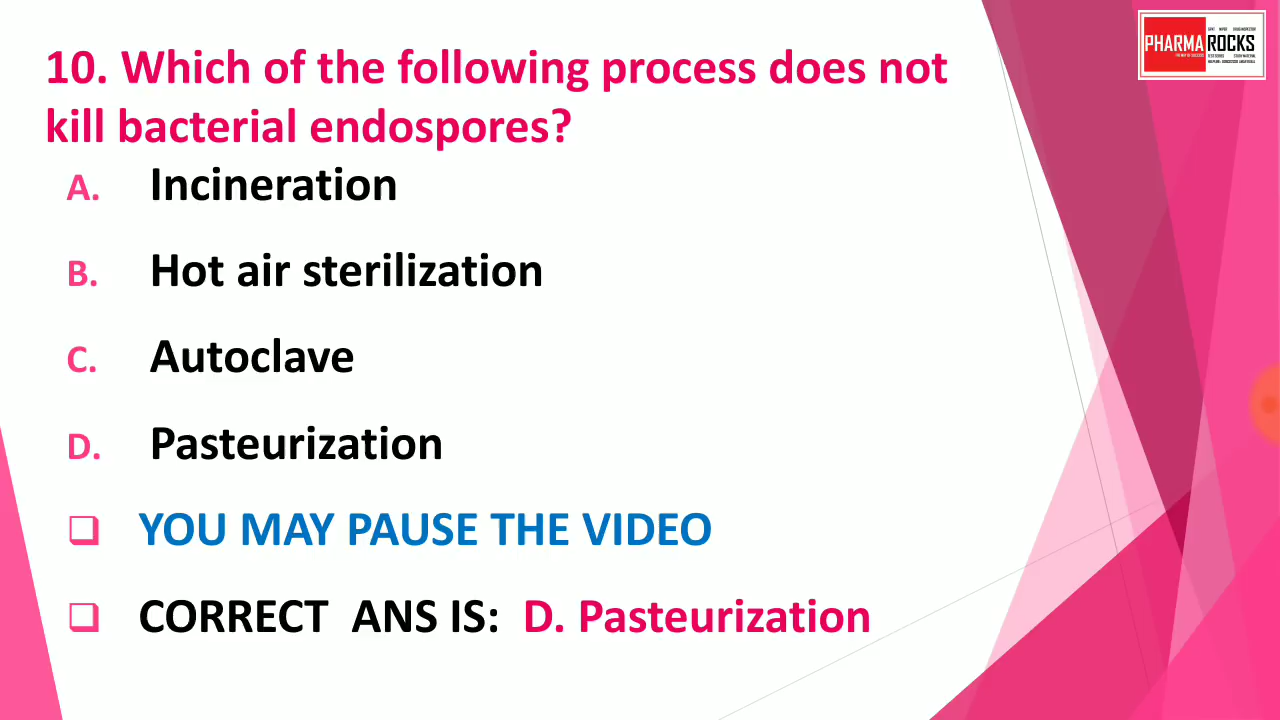 10. Which of the following process does not
kill bacterial endospores?
A. Incineration
B. Hot air sterilization
C. Autoclave
D. Pasteurization
❑ YOU MAY PAUSE THE VIDEO
❑ CORRECT ANS IS: D. Pasteurization
PHARMA ROCKS